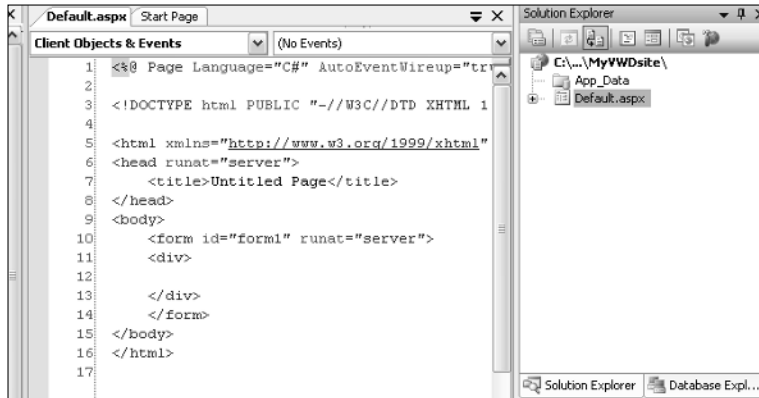 Default.aspx Start Page
Client Objects & Events (No Events)
1 <%@ Page Language="C#" AutoEventWireup="tr
2
3 <!DOCTYPE html PUBLIC "-//W3C//DTD XHTML 1
4
5 <html xmlns="http://www.w3.org/1999/xhtml"
6 <head runat="server">
7 <title>Untitled Page</title>
8 </head>
9 <body>
10 <form id="form1" runat="server">
11 <div>
12
13 </div>
14 </form>
15 </body>
16 </html>
17
Solution Explorer
C:\...\MyVWDsite\
App_Data
Default.aspx
Solution Explorer Database Expl...